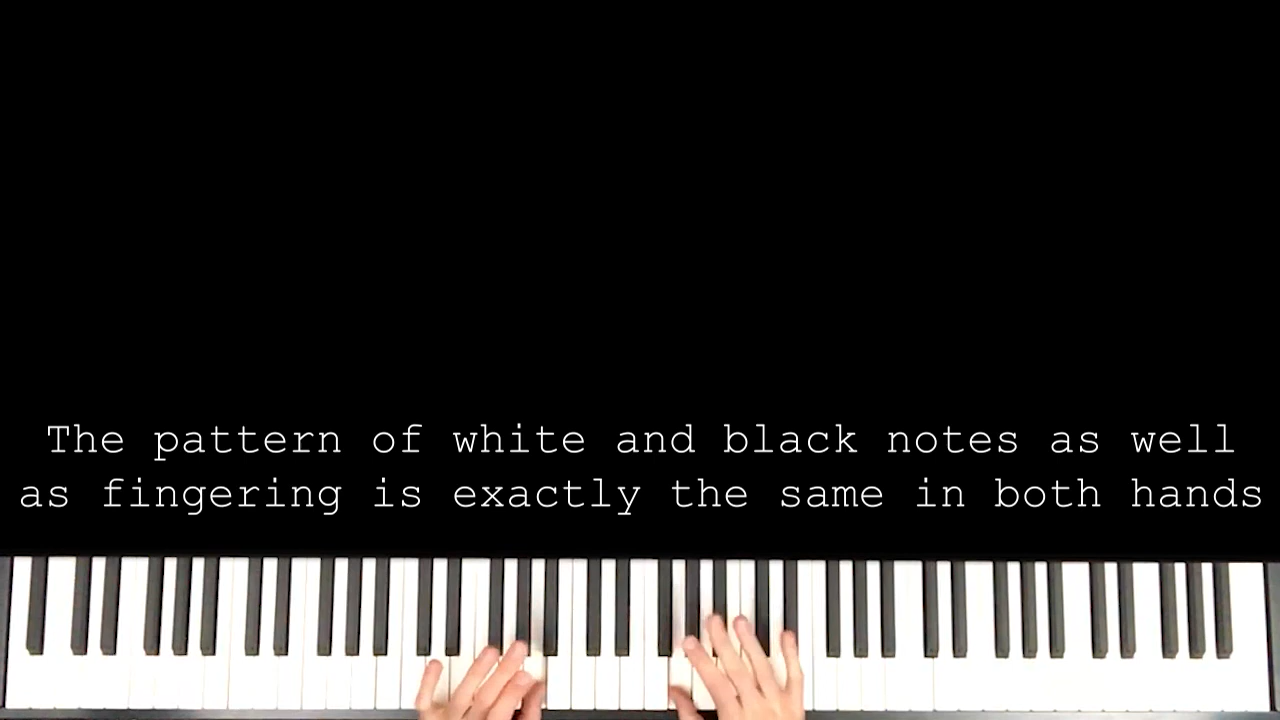 The pattern of white and black notes as well
as fingering is exactly the same in both hands